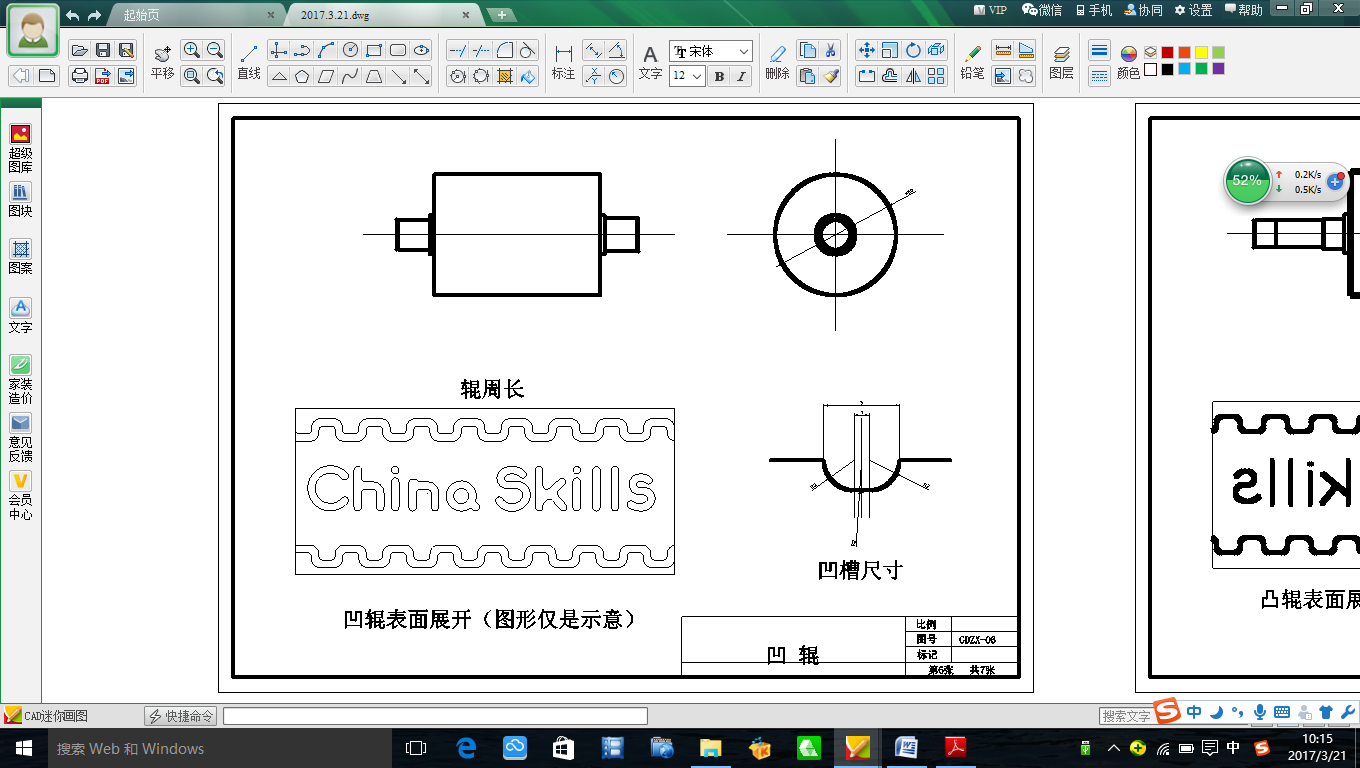 起始页
2017.3.21.dwg
VIP
微信
手机
协同
设置
帮助
平移
直线
标注
文字
宋体
12
B
I
删除
铅笔
图层
颜色
PDF
超级
图库
图块
图案
文字
家装
造价
意见
反馈
会员
中心
52%
0.2K/s
0.5K/s
辊周长
China Skills
凹辊表面展开（图形仅是示意）
凹槽尺寸
凹 辊
比例
图号 GDZX-06
标记
第6张 共7张
kills
凸辊表面展
CAD迷你画图
快捷命令
搜索文字
中
搜索 Web 和 Windows
中
10:15
2017/3/21